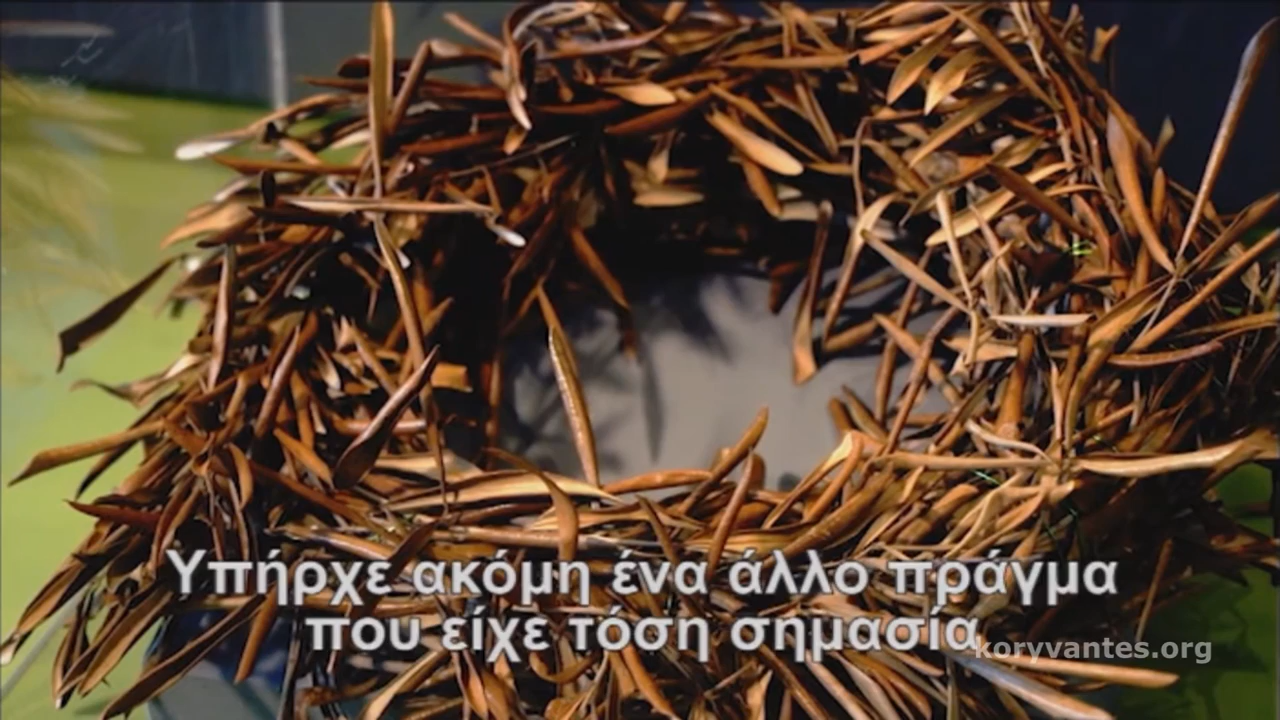 Υπήρχε ακόμη ένα άλλο πράγμα
που είχε τόση σημασία
koryvantes.org